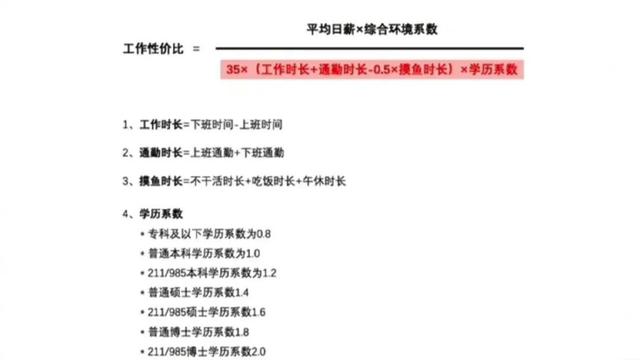 平均日薪×综合环境系数
工作性价比 =
35×（工作时长+通勤时长-0.5×摸鱼时长）×学历系数
1、工作时长=下班时间-上班时间
2、通勤时长=上班通勤+下班通勤
3、摸鱼时长=不干活时长+吃饭时长+午休时长
4、学历系数
• 专科及以下学历系数为0.8
• 普通本科学历系数为1.0
• 211/985本科学历系数为1.2
• 普通硕士学历系数1.4
• 211/985硕士学历系数1.6
• 普通博士学历系数1.8
• 211/985博士学历系数2.0